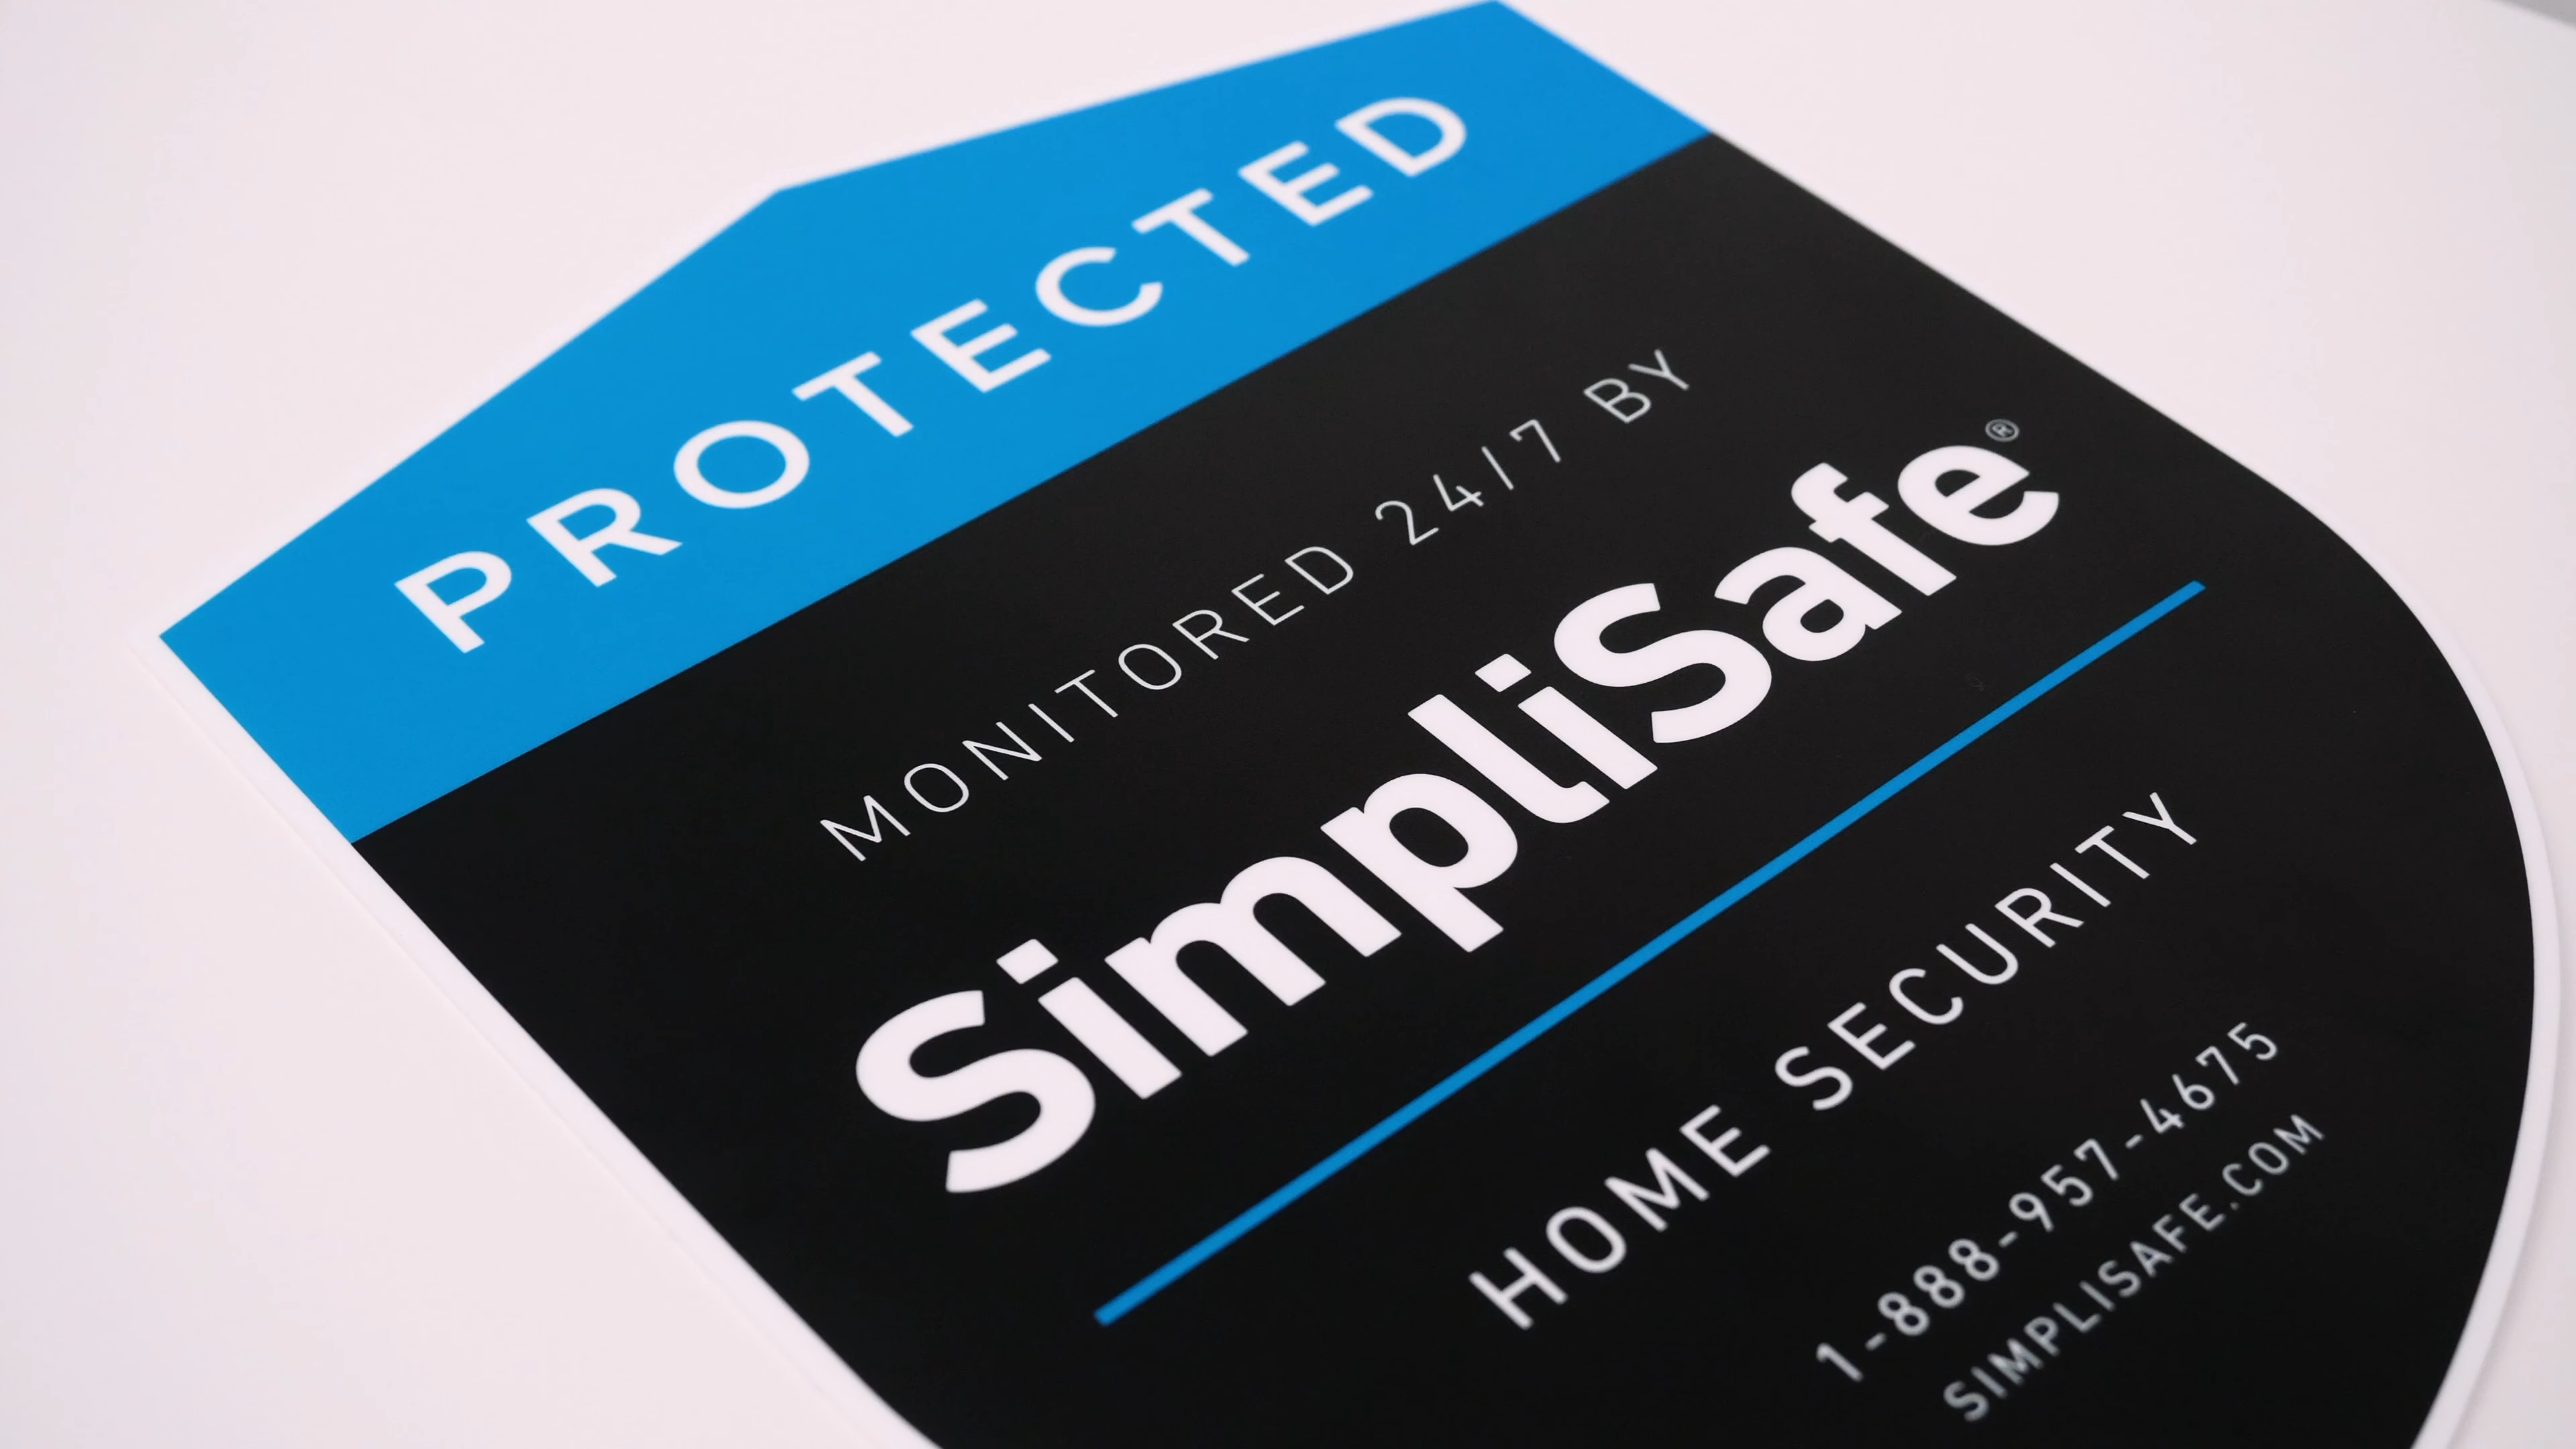 PROTECTED
MONITORED 24/7 BY
SimpliSafe®
HOME SECURITY
1-888-957-4675
SIMPLISAFE.COM